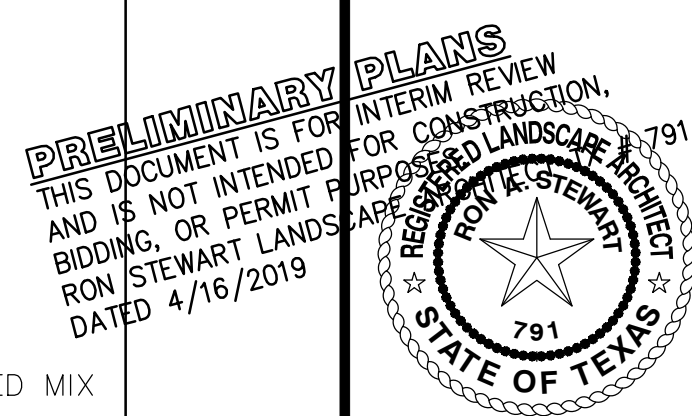 PRELIMINARY PLANS
THIS DOCUMENT IS FOR INTERIM REVIEW
AND IS NOT INTENDED FOR CONSTRUCTION,
BIDDING, OR PERMIT PURPOSES.
RON STEWART LANDSCAPE ARCHITECT, # 791
DATED 4/16/2019
REGISTERED LANDSCAPE ARCHITECT
RON A. STEWART
791
STATE OF TEXAS
MIX